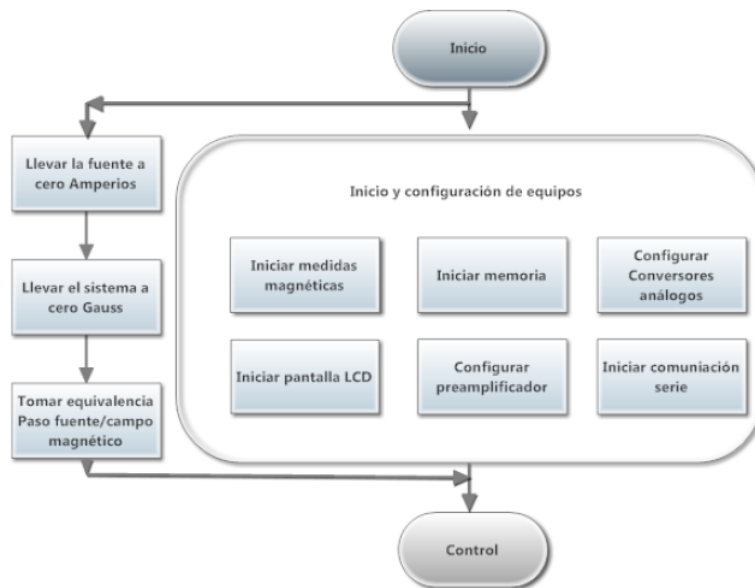 Inicio
Llevar la fuente a
cero Amperios
Llevar el sistema a
cero Gauss
Tomar equivalencia
Paso fuente/campo
magnético
Inicio y configuración de equipos
Iniciar medidas
magnéticas
Iniciar memoria
Configurar
Conversores
análogos
Iniciar pantalla LCD
Configurar
preamplificador
Iniciar comuniación
serie
Control